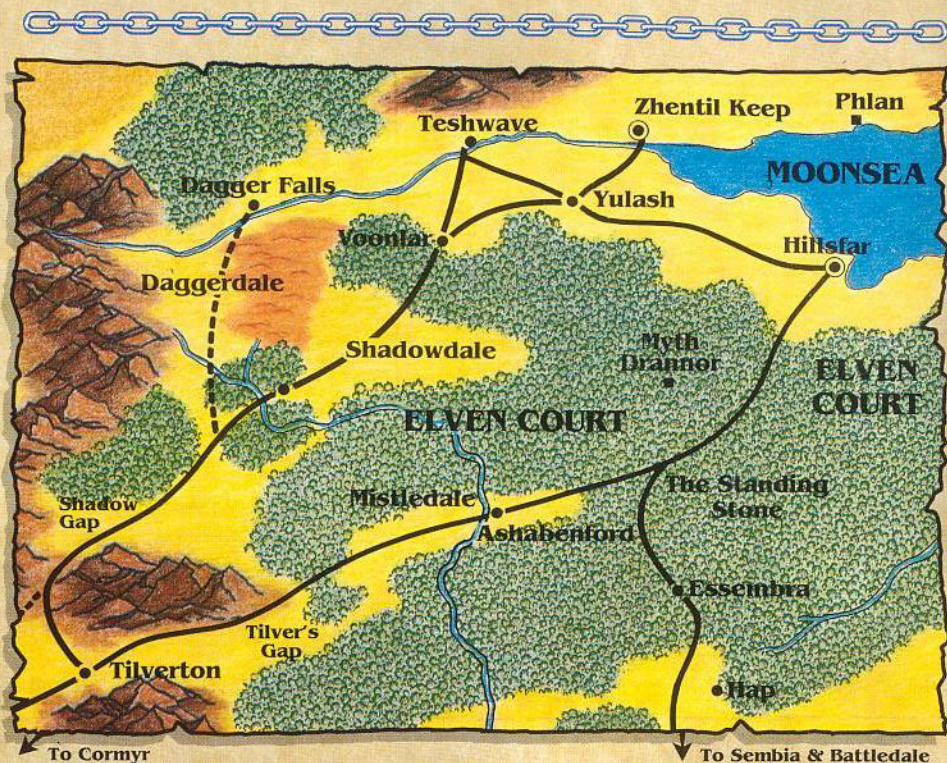 Zhentil Keep
Phlan
Teshwave
MOONSEA
Dagger Falls
Yulash
Voonlar
Hillsfar
Daggerdale
Shadowdale
Myth
Drannor
ELVEN
COURT
ELVEN COURT
Shadow
Gap
Mistledale
The Standing
Stone
Ashabenford
Essembra
Tilver's
Gap
Tilverton
Hap
To Cormyr
To Sembia & Battledale